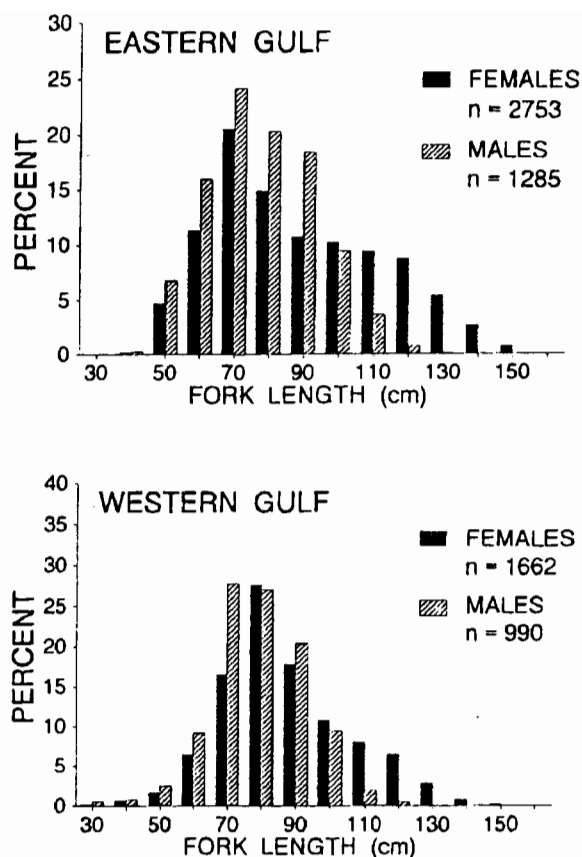 EASTERN GULF
FEMALES
n = 2753
MALES
n = 1285
PERCENT
30
25
20
15
10
5
0
30 50 70 90 110 130 150
FORK LENGTH (cm)
WESTERN GULF
FEMALES
n = 1662
MALES
n = 990
PERCENT
40
35
30
25
20
15
10
5
0
30 50 70 90 110 130 150
FORK LENGTH (cm)